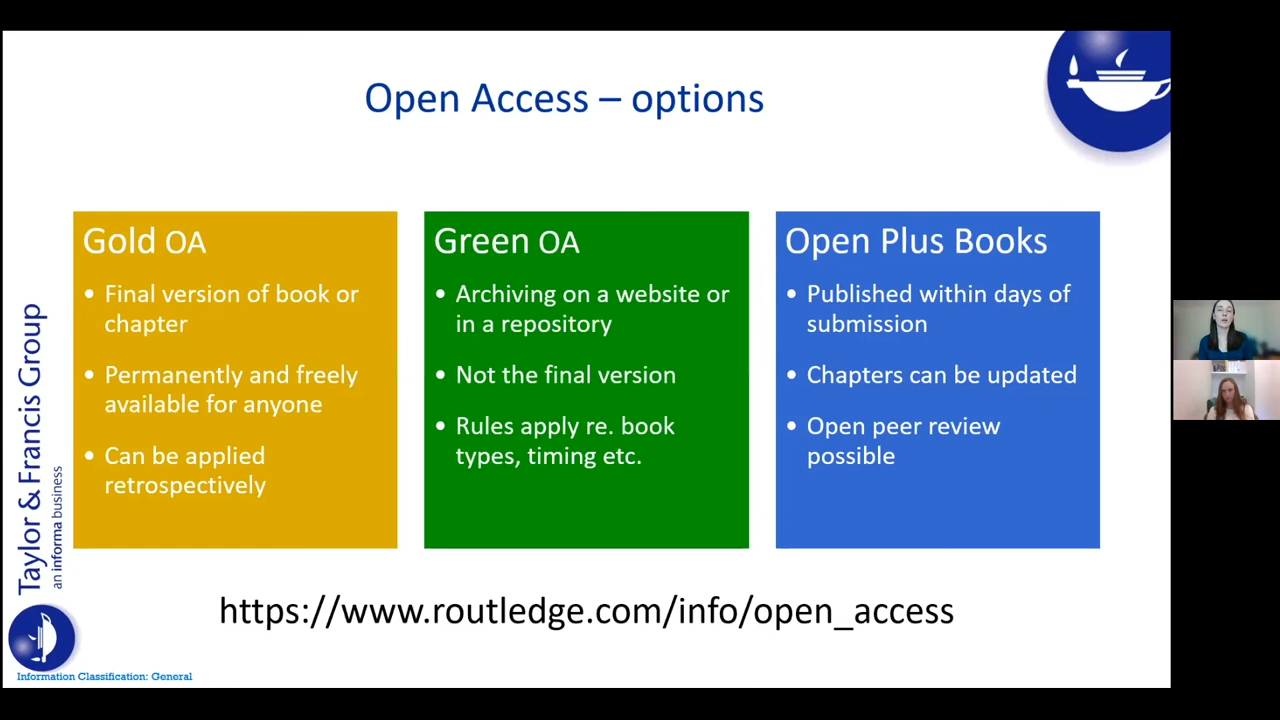 Open Access – options
Gold OA
• Final version of book or
chapter
• Permanently and freely
available for anyone
• Can be applied
retrospectively
Green OA
• Archiving on a website or
in a repository
• Not the final version
• Rules apply re. book
types, timing etc.
Open Plus Books
• Published within days of
submission
• Chapters can be updated
• Open peer review
possible
https://www.routledge.com/info/open_access
Taylor & Francis Group
an informa business
Information Classification: General